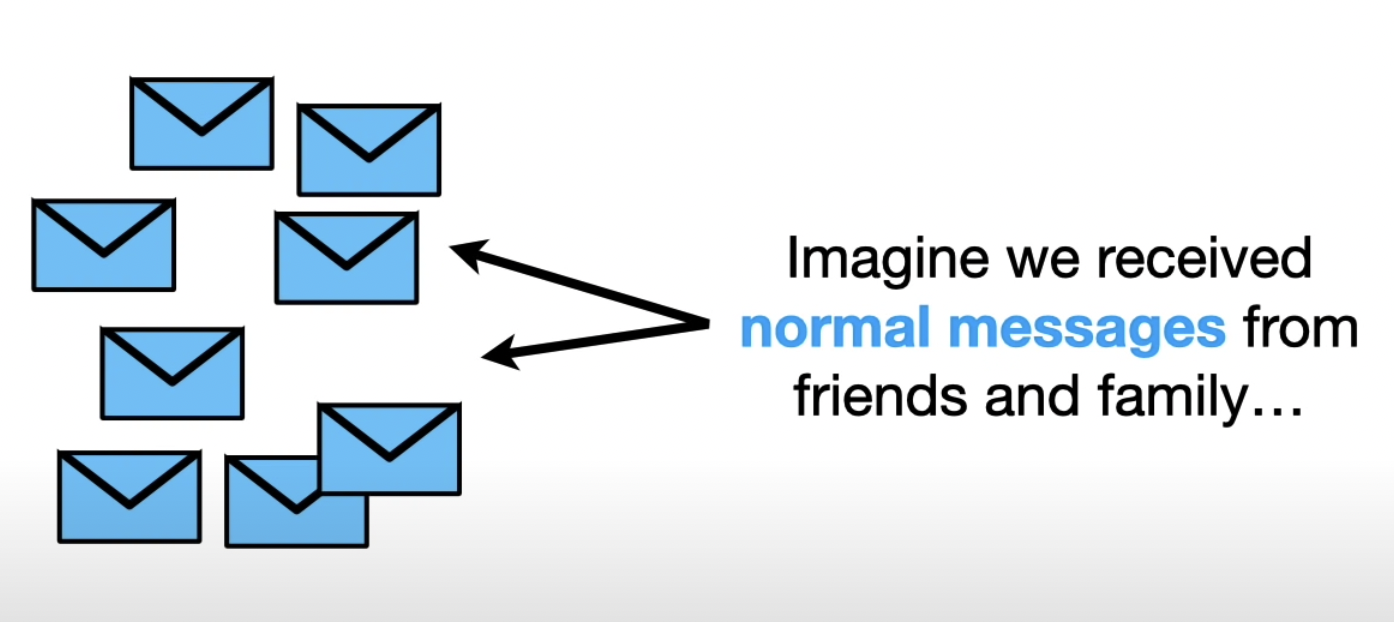 Imagine we received
normal messages from
friends and family…